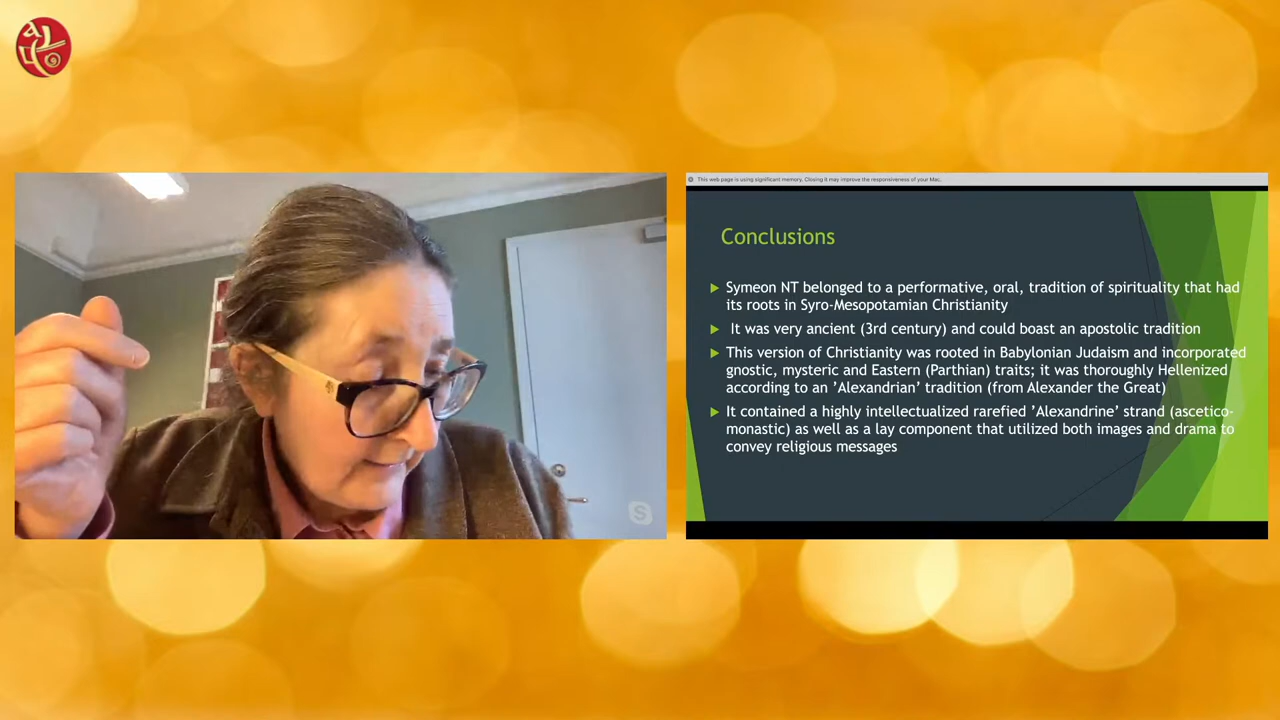 This web page is using significant memory. Closing it may improve the responsiveness of your Mac.
Conclusions
Symeon NT belonged to a performative, oral, tradition of spirituality that had
its roots in Syro-Mesopotamian Christianity
It was very ancient (3rd century) and could boast an apostolic tradition
This version of Christianity was rooted in Babylonian Judaism and incorporated
gnostic, mysteric and Eastern (Parthian) traits; it was thoroughly Hellenized
according to an ’Alexandrian’ tradition (from Alexander the Great)
It contained a highly intellectualized rarefied ’Alexandrine’ strand (ascetico-
monastic) as well as a lay component that utilized both images and drama to
convey religious messages